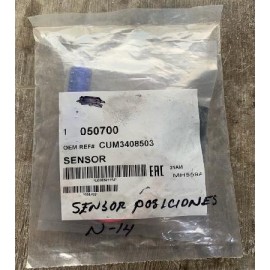 1 050700
OEM REF# CUM3408503
SENSOR
EAC
SENSOR POSICIONES
N-14